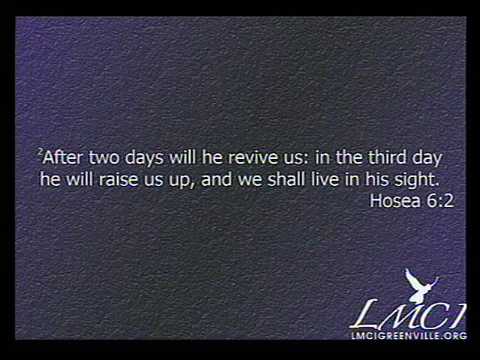 ²After two days will he revive us: in the third day
he will raise us up, and we shall live in his sight.
Hosea 6:2
LMCI
LMCIGREENVILLE.ORG